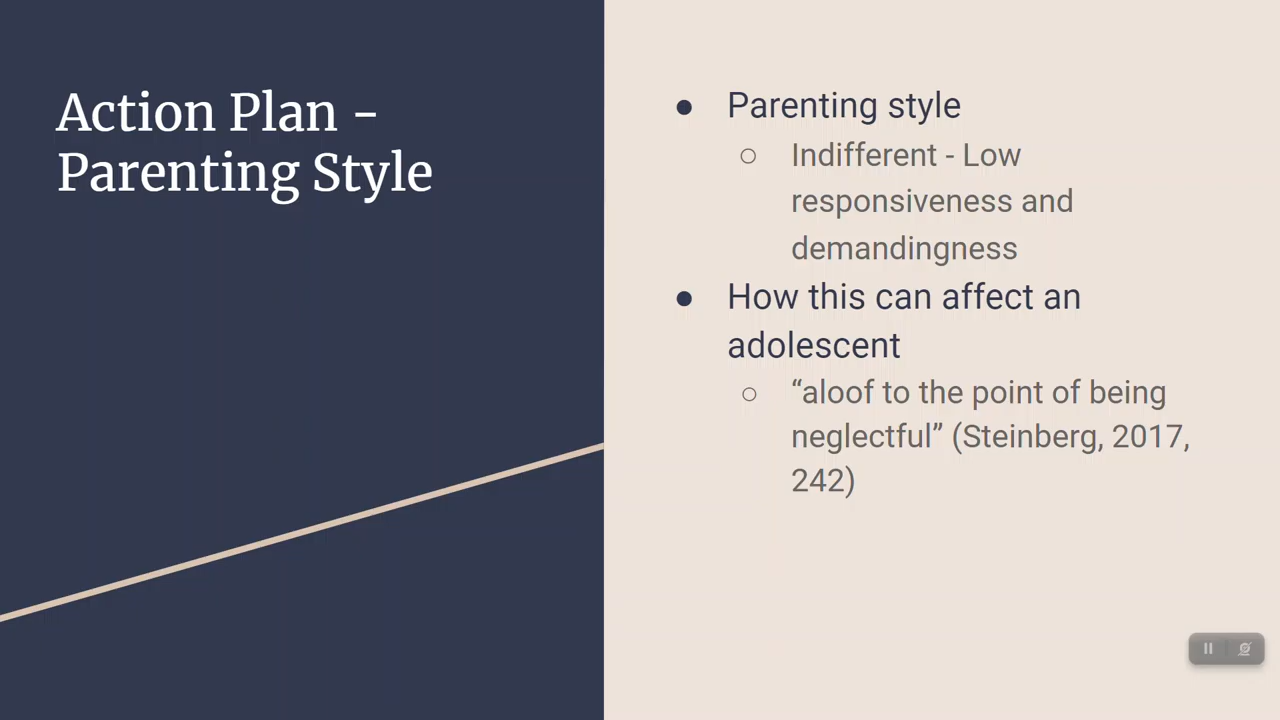 Action Plan -
Parenting Style
● Parenting style
○ Indifferent - Low
responsiveness and
demandingness
● How this can affect an
adolescent
○ “aloof to the point of being
neglectful” (Steinberg, 2017,
242)